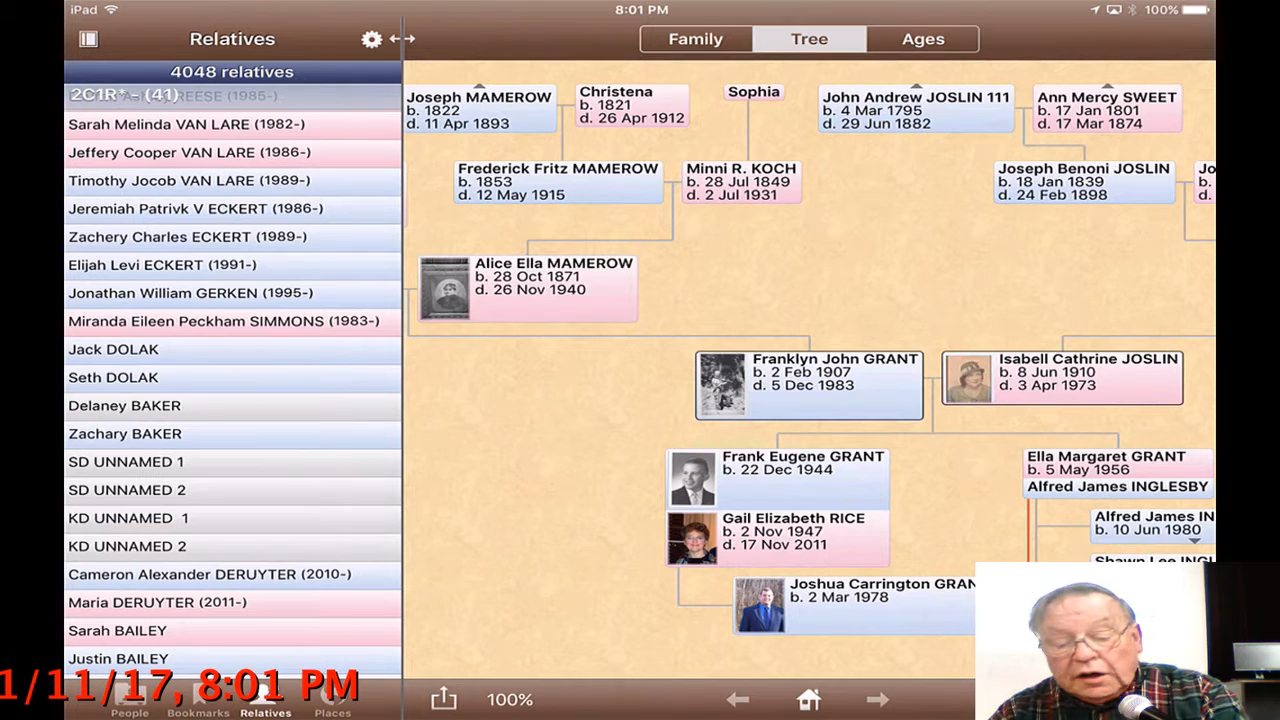 iPad
8:01 PM
100%
Relatives
Family
Tree
Ages
4048 relatives
2C1R* - (41)
REESE (1985-)
Sarah Melinda VAN LARE (1982-)
Jeffery Cooper VAN LARE (1986-)
Timothy Jocob VAN LARE (1989-)
Jeremiah Patrivk V ECKERT (1986-)
Zachery Charles ECKERT (1989-)
Elijah Levi ECKERT (1991-)
Jonathan William GERKEN (1995-)
Miranda Eileen Peckham SIMMONS (1983-)
Jack DOLAK
Seth DOLAK
Delaney BAKER
Zachary BAKER
SD UNNAMED 1
SD UNNAMED 2
KD UNNAMED 1
KD UNNAMED 2
Cameron Alexander DERUYTER (2010-)
Maria DERUYTER (2011-)
Sarah BAILEY
Justin BAILEY
1/11/17, 8:01 PM
People
Bookmarks
Relatives
Places
Joseph MAMEROW
b. 1822
d. 11 Apr 1893
Christena
b. 1821
d. 26 Apr 1912
Sophia
John Andrew JOSLIN 111
b. 4 Mar 1795
d. 29 Jun 1882
Ann Mercy SWEET
b. 17 Jan 1801
d. 17 Mar 1874
Frederick Fritz MAMEROW
b. 1853
d. 12 May 1915
Minni R. KOCH
b. 28 Jul 1849
d. 2 Jul 1931
Joseph Benoni JOSLIN
b. 18 Jan 1839
d. 24 Feb 1898
Jo
b.
d.
Alice Ella MAMEROW
b. 28 Oct 1871
d. 26 Nov 1940
Franklyn John GRANT
b. 2 Feb 1907
d. 5 Dec 1983
Isabell Cathrine JOSLIN
b. 8 Jun 1910
d. 3 Apr 1973
Frank Eugene GRANT
b. 22 Dec 1944
Gail Elizabeth RICE
b. 2 Nov 1947
d. 17 Nov 2011
Ella Margaret GRANT
b. 5 May 1956
Alfred James INGLESBY
Alfred James IN
b. 10 Jun 1980
Shawn Lee INGL
Joshua Carrington GRAN
b. 2 Mar 1978
100%